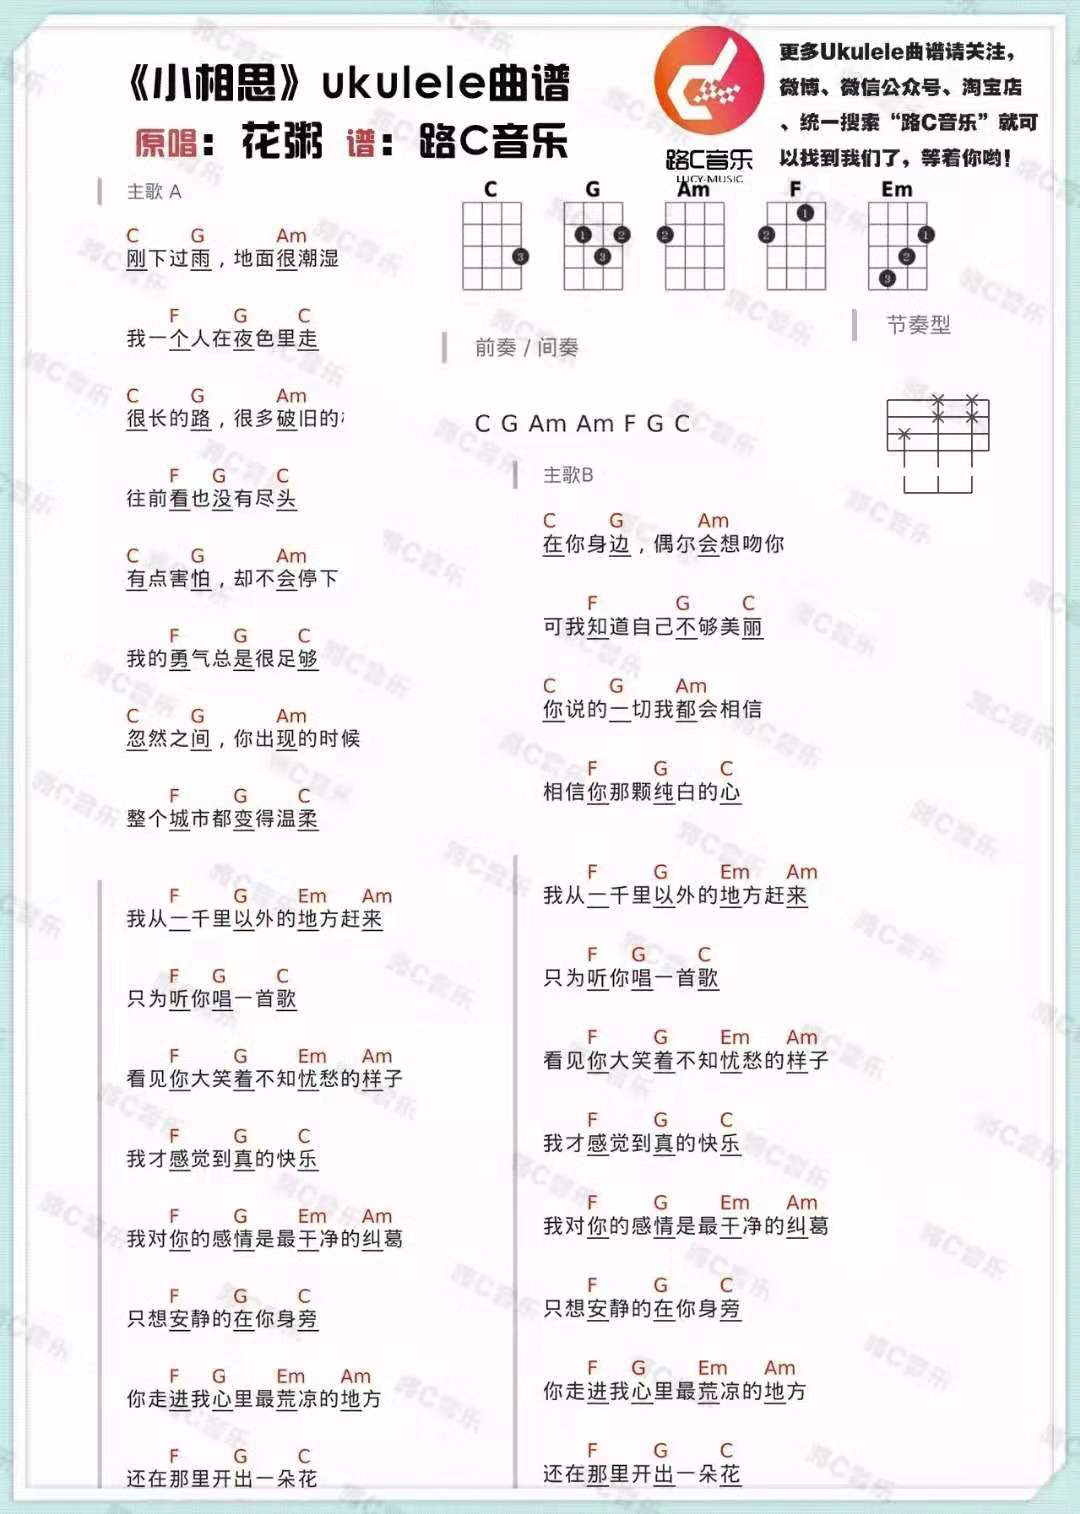 《小相思》ukulele曲谱
原唱：花粥 谱：路C音乐
路C音乐
LUCY-MUSIC
更多Ukulele曲谱请关注，
微博、微信公众号、淘宝店
、统一搜索“路C音乐”就可
以找到我们了，等着你哟！
C G Am F Em
3
1 2 3
2
1 2
1 2 3
主歌 A
C G Am
刚下过雨，地面很潮湿
F G C
我一个人在夜色里走
C G Am
很长的路，很多破旧的
F G C
往前看也没有尽头
C G Am
有点害怕，却不会停下
F G C
我的勇气总是很足够
C G Am
忽然之间，你出现的时候
F G C
整个城市都变得温柔
F G Em Am
我从一千里以外的地方赶来
F G C
只为听你唱一首歌
F G Em Am
看见你大笑着不知忧愁的样子
F G C
我才感觉到真的快乐
F G Em Am
我对你的感情是最干净的纠葛
F G C
只想安静的在你身旁
F G Em Am
你走进我心里最荒凉的地方
F G C
还在那里开出一朵花
前奏 / 间奏
C G Am Am F G C
节奏型
主歌B
C G Am
在你身边，偶尔会想吻你
F G C
可我知道自己不够美丽
C G Am
你说的一切我都会相信
F G C
相信你那颗纯白的心
F G Em Am
我从一千里以外的地方赶来
F G C
只为听你唱一首歌
F G Em Am
看见你大笑着不知忧愁的样子
F G C
我才感觉到真的快乐
F G Em Am
我对你的感情是最干净的纠葛
F G C
只想安静的在你身旁
F G Em Am
你走进我心里最荒凉的地方
F G C
还在那里开出一朵花